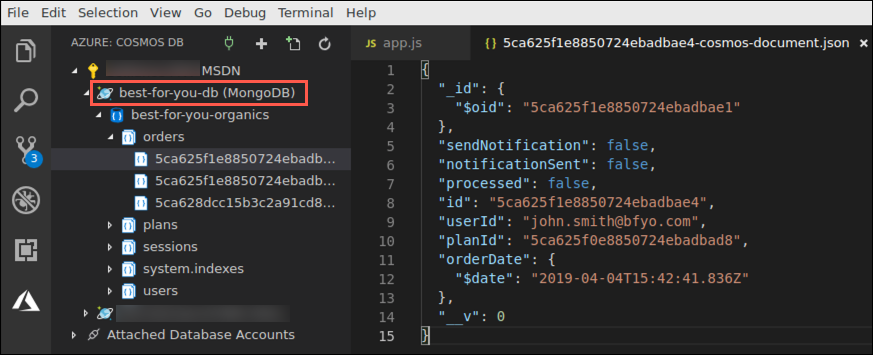 File Edit Selection View Go Debug Terminal Help
AZURE: COSMOS DB
MSDN
best-for-you-db (MongoDB)
best-for-you-organics
orders
5ca625f1e8850724ebadb...
5ca625f1e8850724ebadb...
5ca628dcc15b3c2a91cd8...
plans
sessions
system.indexes
users
Attached Database Accounts
3
JS app.js
{} 5ca625f1e8850724ebadbae4-cosmos-document.json ×
1 {
2 "_id": {
3 "$oid": "5ca625f1e8850724ebadbae1"
4 },
5 "sendNotification": false,
6 "notificationSent": false,
7 "processed": false,
8 "id": "5ca625f1e8850724ebadbae4",
9 "userId": "john.smith@bfyo.com",
10 "planId": "5ca625f0e8850724ebadbad8",
11 "orderDate": {
12 "$date": "2019-04-04T15:42:41.836Z"
13 },
14 "__v": 0
15 }